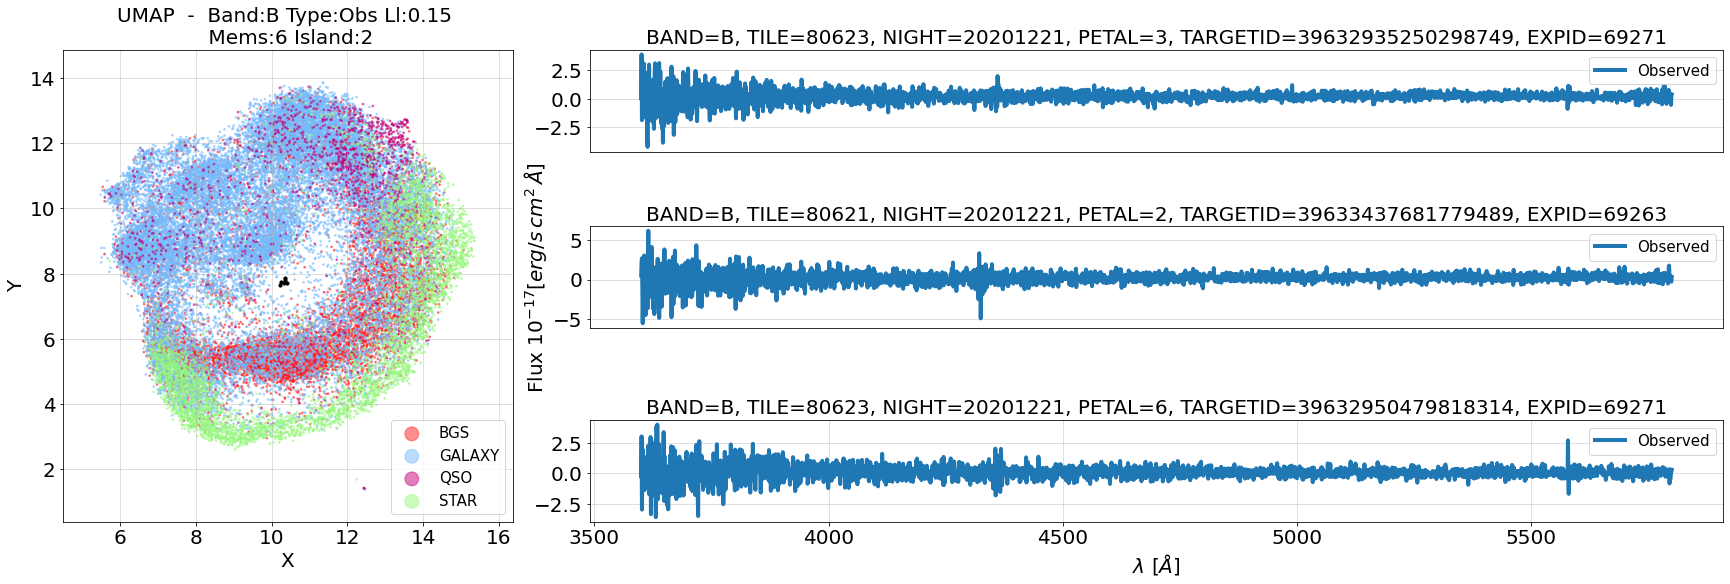 UMAP  -  Band:B Type:Obs Ll:0.15
Mems:6 Island:2
14
12
10
8
6
4
2
Y
6
8
10
12
14
16
X
BGS
GALAXY
QSO
STAR
Flux 10^{-17}[erg/s cm^2 Å]
BAND=B, TILE=80623, NIGHT=20201221, PETAL=3, TARGETID=39632935250298749, EXPID=69271
2.5
0.0
−2.5
Observed
BAND=B, TILE=80621, NIGHT=20201221, PETAL=2, TARGETID=39633437681779489, EXPID=69263
5
0
−5
Observed
BAND=B, TILE=80623, NIGHT=20201221, PETAL=6, TARGETID=39632950479818314, EXPID=69271
2.5
0.0
−2.5
Observed
3500
4000
4500
5000
5500
λ [Å]